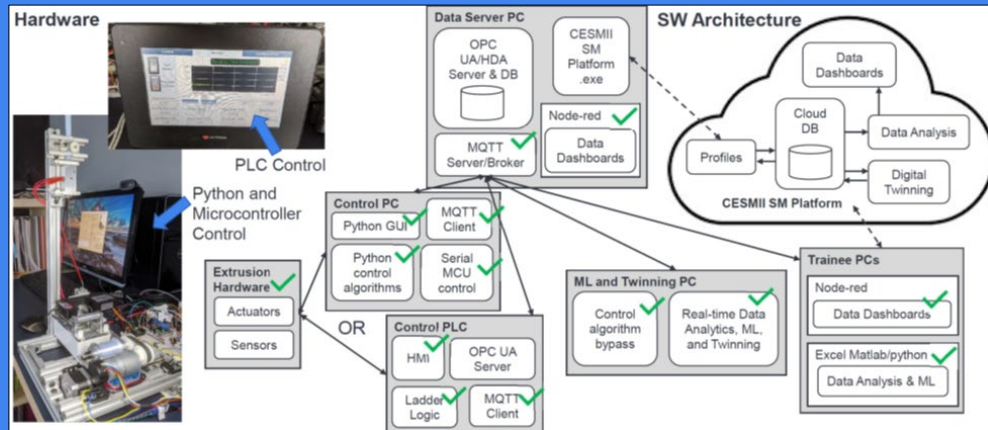 Hardware
PLC Control
Python and
Microcontroller
Control
Data Server PC
OPC
UA/HDA
Server & DB
CESMII
SM
Platform
.exe
MQTT
Server/Broker
Node-red
Data
Dashboards
SW Architecture
Data
Dashboards
Cloud
DB
Data Analysis
Profiles
Digital
Twinning
CESMII SM Platform
Control PC
Python GUI
MQTT
Client
Python
control
algorithms
Serial
MCU
control
Extrusion
Hardware
Actuators
Sensors
OR
Control PLC
HMI
OPC UA
Server
Ladder
Logic
MQTT
Client
ML and Twinning PC
Control
algorithm
bypass
Real-time Data
Analytics, ML,
and Twinning
Trainee PCs
Node-red
Data Dashboards
Excel Matlab/python
Data Analysis & ML